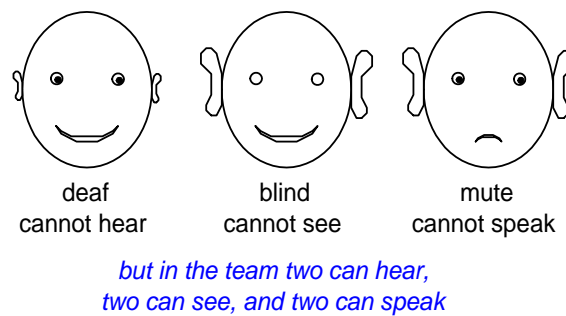 deaf
cannot hear
blind
cannot see
mute
cannot speak
but in the team two can hear,
two can see, and two can speak